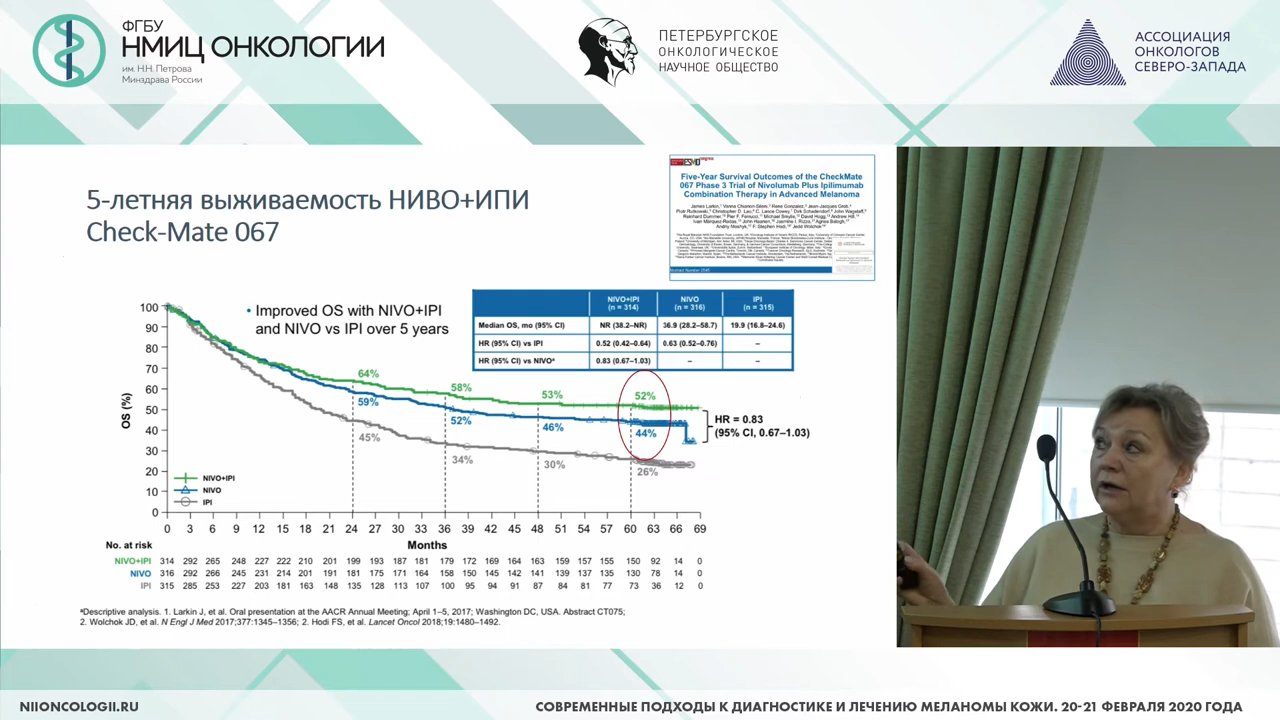 ФГБУ
НМИЦ ОНКОЛОГИИ
им. Н.Н. Петрова
Минздрава России
ПЕТЕРБУРГСКОЕ
ОНКОЛОГИЧЕСКОЕ
НАУЧНОЕ ОБЩЕСТВО
АССОЦИАЦИЯ
ОНКОЛОГОВ
СЕВЕРО-ЗАПАДА
5-летняя выживаемость НИВО+ИПИ
Check-Mate 067
Five-Year Survival Outcomes of the CheckMate
067 Phase 3 Trial of Nivolumab Plus Ipilimumab
Combination Therapy in Advanced Melanoma
• Improved OS with NIVO+IPI
and NIVO vs IPI over 5 years
NIVO+IPI (n = 314) NIVO (n = 316) IPI (n = 315)
Median OS, mo (95% CI) NR (38.2–NR) 36.9 (28.2–58.7) 19.9 (16.8–24.6)
HR (95% CI) vs IPI 0.52 (0.42–0.64) 0.63 (0.52–0.76) –
HR (95% CI) vs NIVOª 0.83 (0.67–1.03) – –
OS (%)
100
90
80
70
60
50
40
30
20
10
0
64% 58% 53% 52%
59% 52% 46% 44%
45% 34% 30% 26%
HR = 0.83
(95% CI, 0.67–1.03)
NIVO+IPI
NIVO
IPI
0 3 6 9 12 15 18 21 24 27 30 33 36 39 42 45 48 51 54 57 60 63 66 69
Months
No. at risk
NIVO+IPI 314 292 265 248 227 222 210 201 199 193 187 181 179 172 169 164 163 159 157 155 150 92 14 0
NIVO 316 292 266 245 231 214 201 191 181 175 171 164 158 150 145 142 141 139 137 135 130 78 14 0
IPI 315 285 253 227 203 181 163 148 135 128 113 107 100 95 94 91 87 84 81 77 73 36 12 0
ªDescriptive analysis. 1. Larkin J, et al. Oral presentation at the AACR Annual Meeting; April 1–5, 2017; Washington DC, USA. Abstract CT075;
2. Wolchok JD, et al. N Engl J Med 2017;377:1345–1356; 2. Hodi FS, et al. Lancet Oncol 2018;19:1480–1492.
NIIONCOLOGII.RU
СОВРЕМЕННЫЕ ПОДХОДЫ К ДИАГНОСТИКЕ И ЛЕЧЕНИЮ МЕЛАНОМЫ КОЖИ. 20-21 ФЕВРАЛЯ 2020 ГОДА